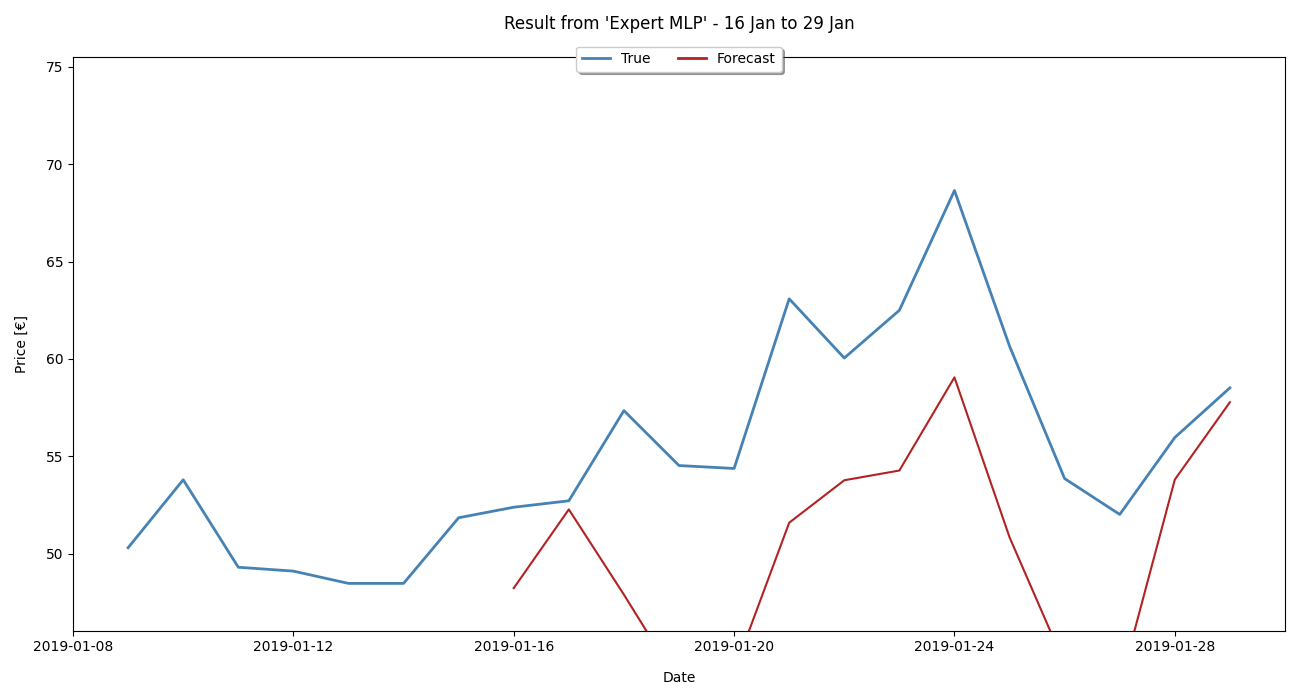 Result from 'Expert MLP' - 16 Jan to 29 Jan
True Forecast
75
70
65
60
55
50
Price [€]
2019-01-08 2019-01-12 2019-01-16 2019-01-20 2019-01-24 2019-01-28
Date